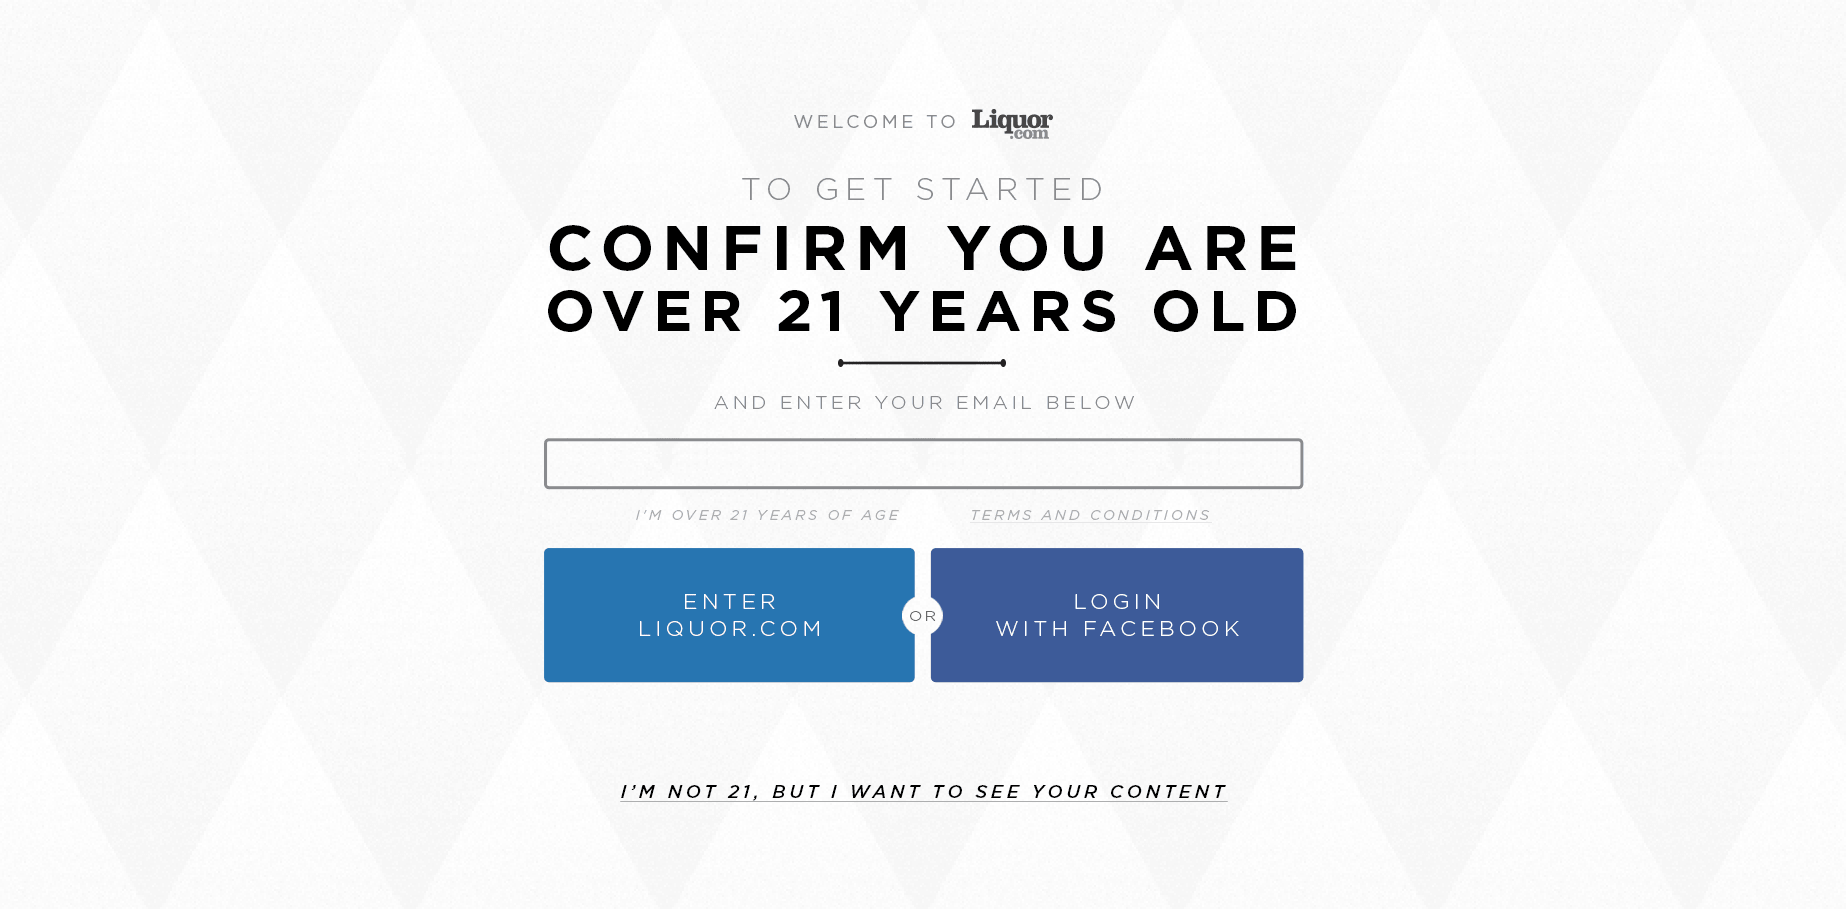 WELCOME TO Liquor.com
TO GET STARTED
CONFIRM YOU ARE
OVER 21 YEARS OLD
AND ENTER YOUR EMAIL BELOW
I'M OVER 21 YEARS OF AGE TERMS AND CONDITIONS
ENTER
LIQUOR.COM
OR
LOGIN
WITH FACEBOOK
I'M NOT 21, BUT I WANT TO SEE YOUR CONTENT